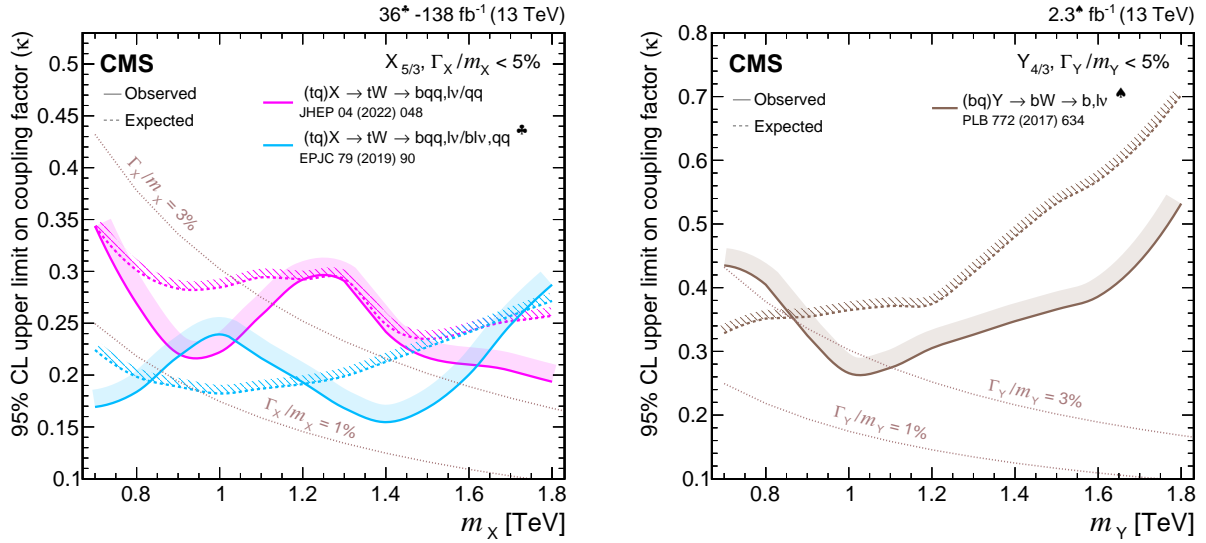 36♣ -138 fb⁻¹ (13 TeV)
CMS
X5/3, ΓX/mX < 5%
Observed
Expected
(tq)X → tW → bqq,lν/qq
JHEP 04 (2022) 048
(tq)X → tW → bqq,lν/blν,qq ♣
EPJC 79 (2019) 90
ΓX/mX = 3%
ΓX/mX = 1%
95% CL upper limit on coupling factor (κ)
0.5
0.45
0.4
0.35
0.3
0.25
0.2
0.15
0.1
0.8
1
1.2
1.4
1.6
1.8
mX [TeV]
2.3♠ fb⁻¹ (13 TeV)
CMS
Y4/3, ΓY/mY < 5%
Observed
Expected
(bq)Y → bW → b,lν ♠
PLB 772 (2017) 634
ΓY/mY = 3%
ΓY/mY = 1%
95% CL upper limit on coupling factor (κ)
0.8
0.7
0.6
0.5
0.4
0.3
0.2
0.1
0.8
1
1.2
1.4
1.6
1.8
mY [TeV]